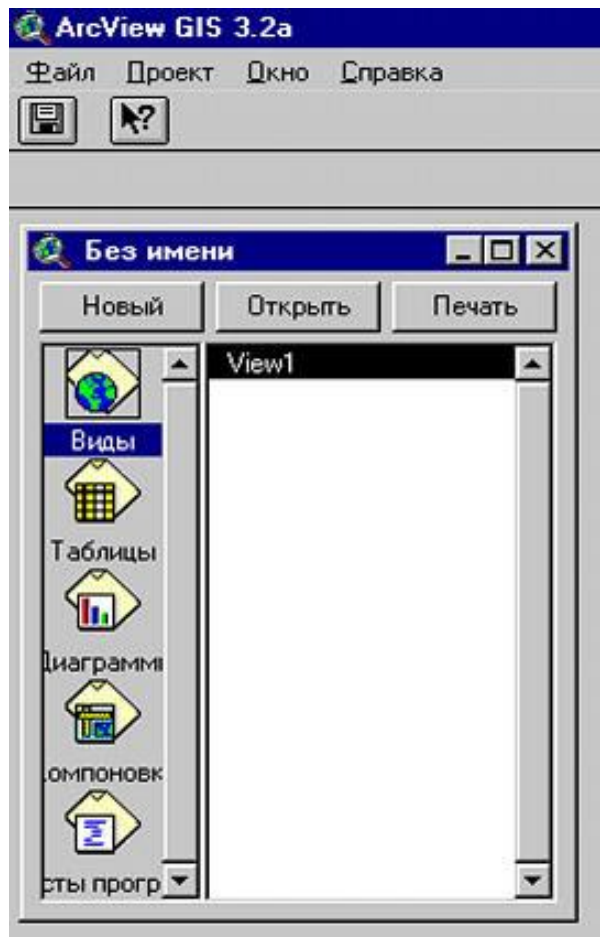 ArcView GIS 3.2a
Файл Проект Окно Справка
Без имени
Новый Открыть Печать
View1
Виды
Таблицы
Диаграммы
омпоновк
сты прогр